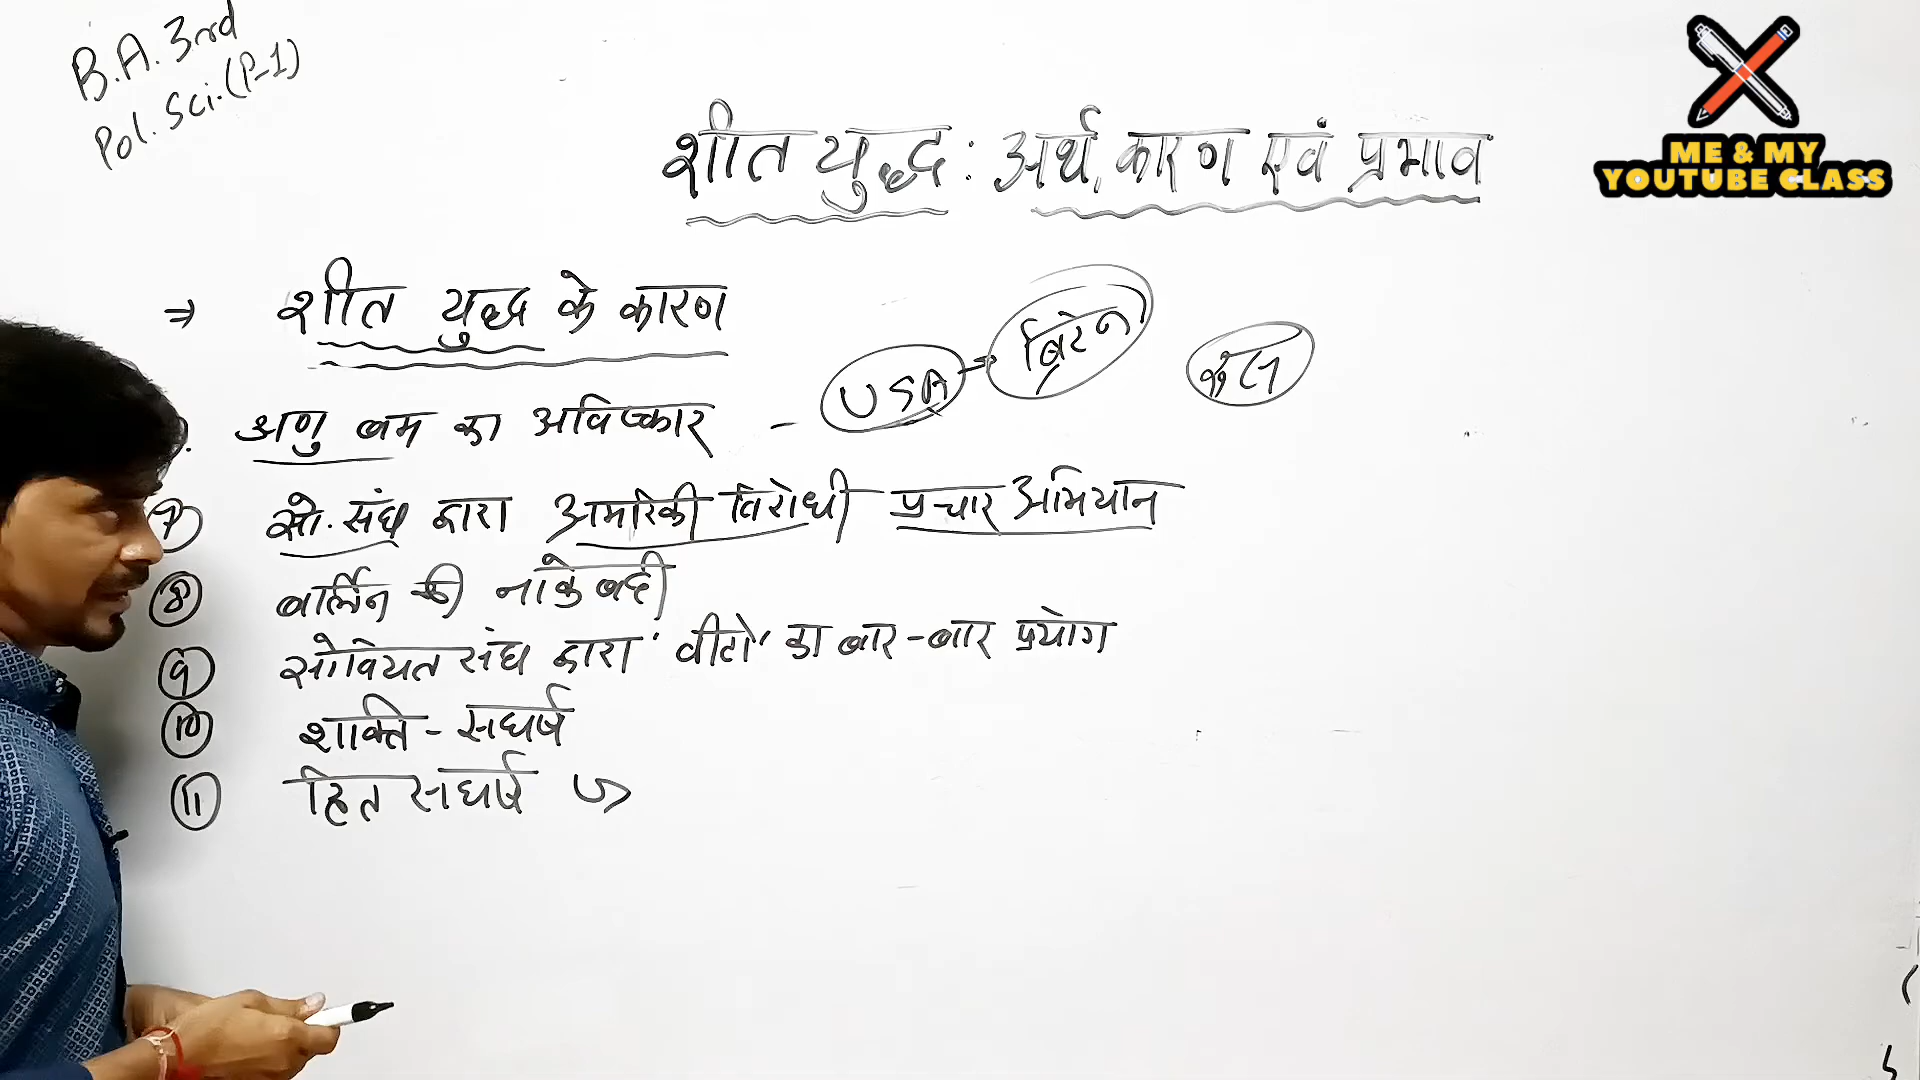 B.A. 3rd
Pol. Sci. (P-1)
ME & MY
YOUTUBE CLASS
शीत युद्ध : अर्थ, कारण एवं प्रभाव
⇒ शीत युद्ध के कारण
अणु बम का अविष्कार - USA → ब्रिटेन रूस
⑦ सो. संघ द्वारा अमरिकी विरोधी प्रचार अभियान
⑧ बर्लिन की नाकेबंदी
⑨ सोवियत संघ द्वारा 'वीटो' का बार-बार प्रयोग
⑩ शक्ति - संघर्ष
⑪ हित संघर्ष